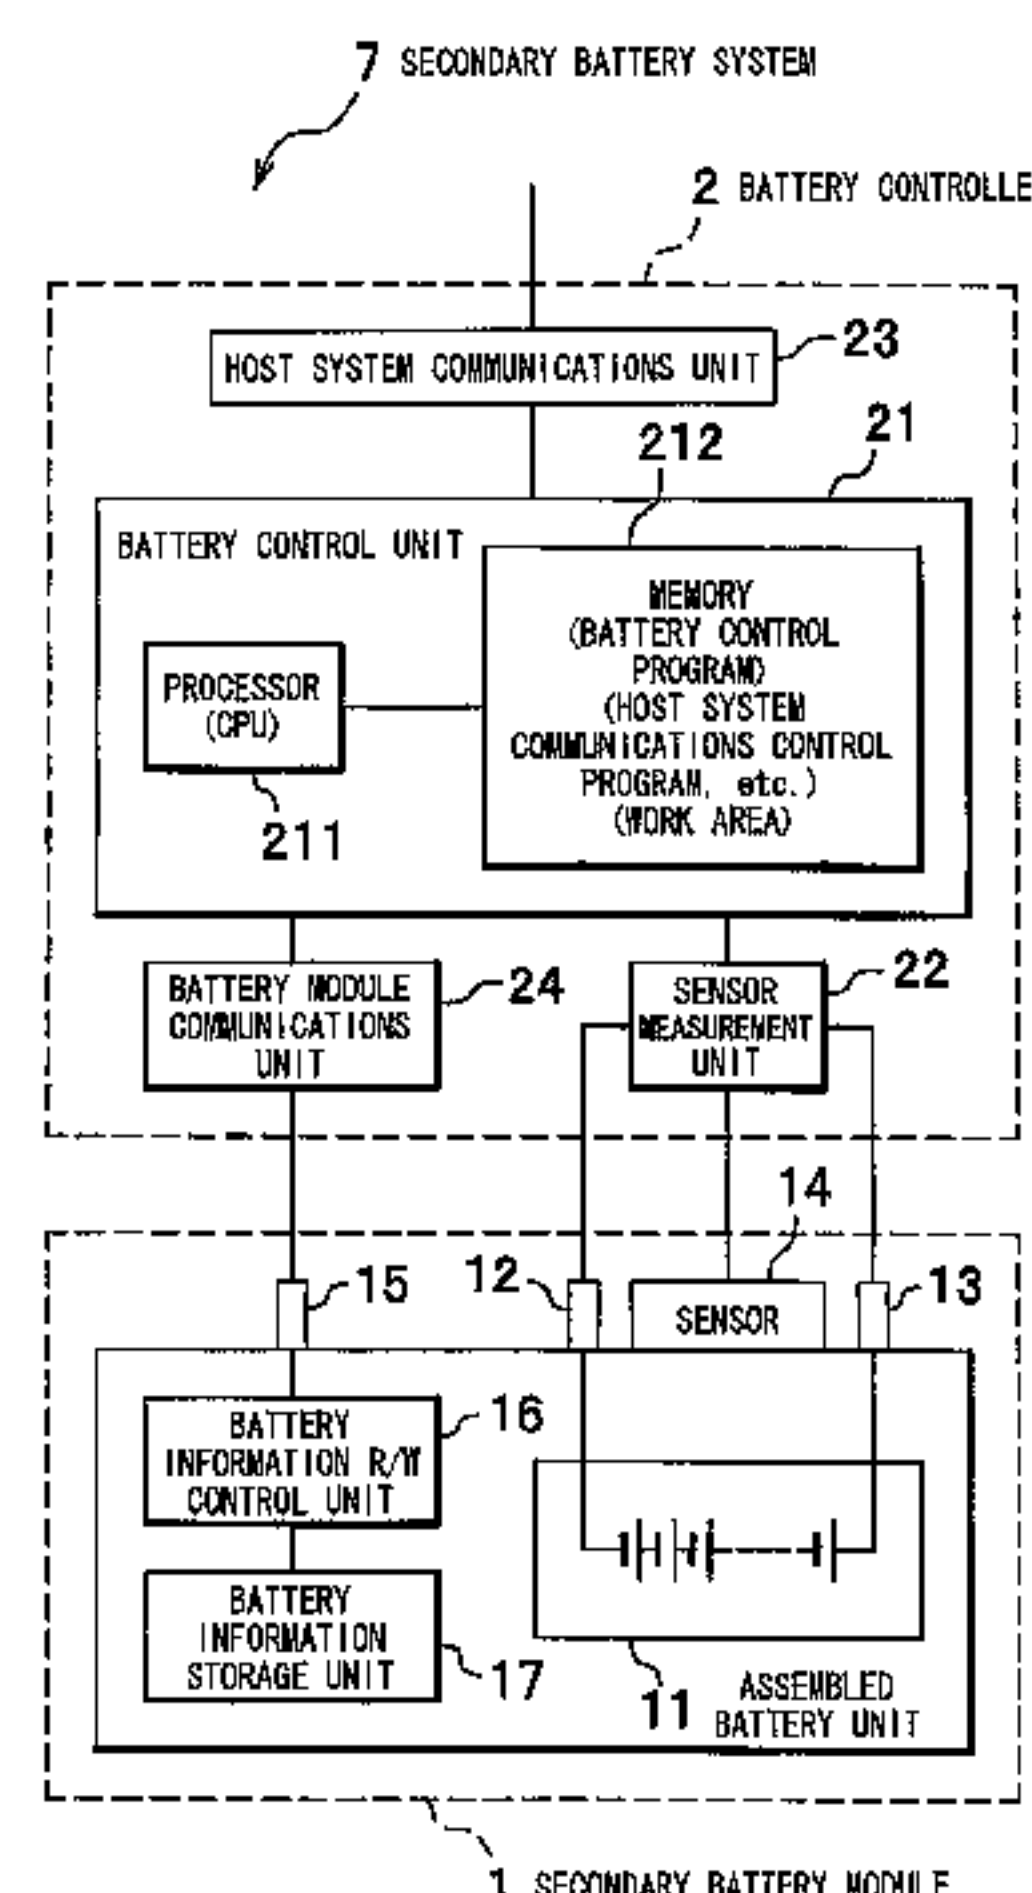 7 SECONDARY BATTERY SYSTEM
2 BATTERY CONTROLLE
HOST SYSTEM COMMUNICATIONS UNIT
23
21
212
BATTERY CONTROL UNIT
MEMORY
(BATTERY CONTROL
PROGRAM)
(HOST SYSTEM
COMMUNICATIONS CONTROL
PROGRAM, etc.)
(WORK AREA)
PROCESSOR
(CPU)
211
BATTERY MODULE
COMMUNICATIONS
UNIT
24
SENSOR
MEASUREMENT
UNIT
22
14
15
12
SENSOR
13
BATTERY
INFORMATION R/W
CONTROL UNIT
16
BATTERY
INFORMATION
STORAGE UNIT
17
11
ASSEMBLED
BATTERY UNIT
1 SECONDARY BATTERY MODULE